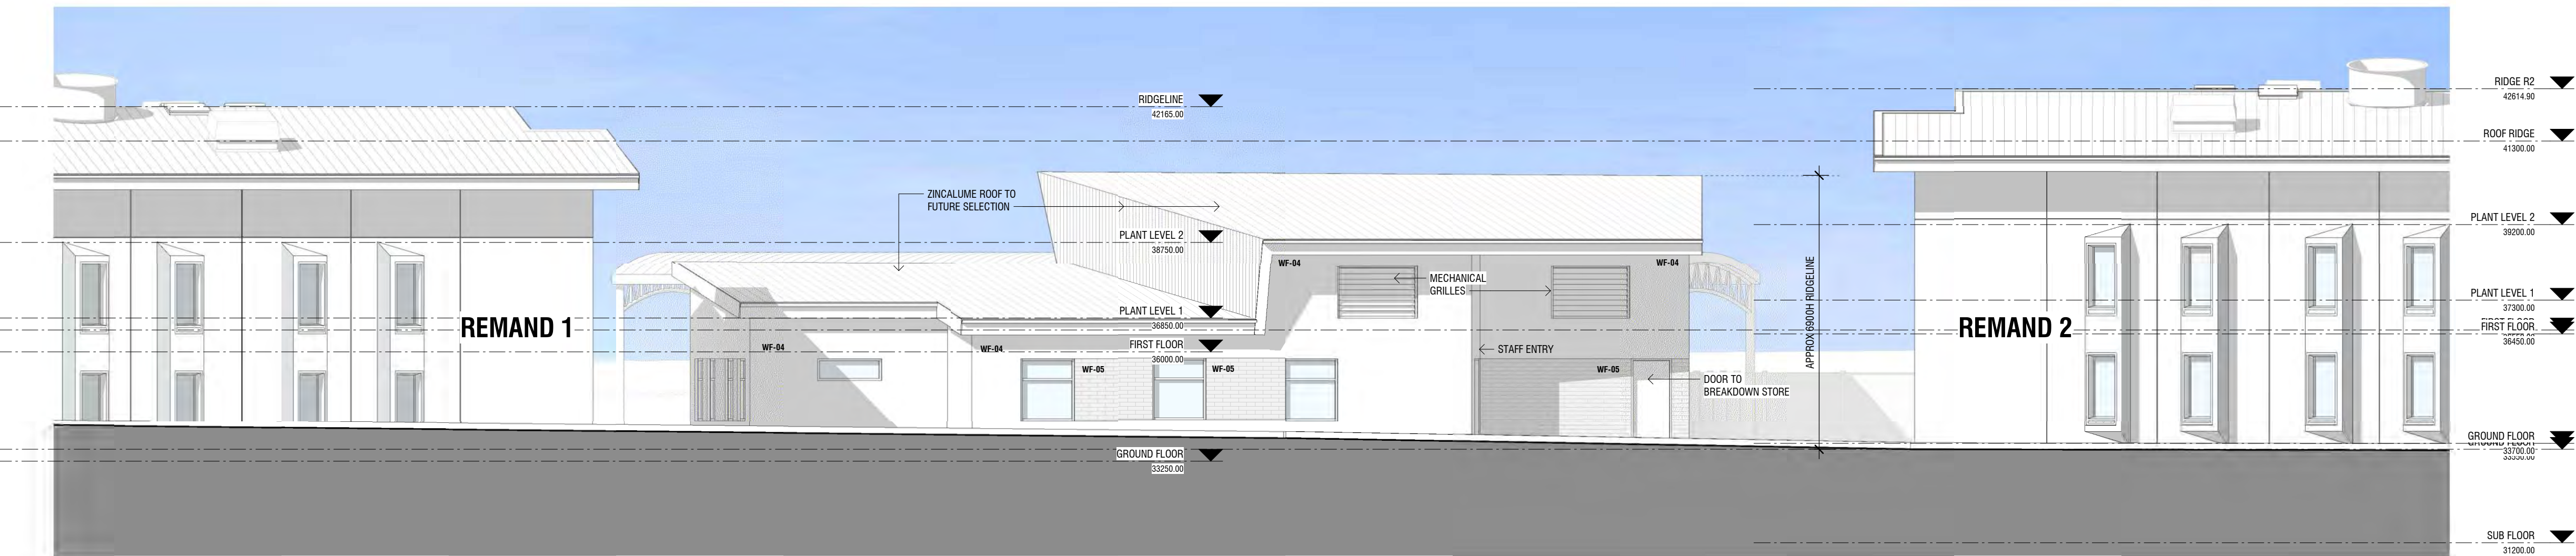 RIDGELINE
42165.00
ZINCALUME ROOF TO
FUTURE SELECTION
PLANT LEVEL 2
38750.00
WF-04
WF-04
MECHANICAL
GRILLES
PLANT LEVEL 1
36850.00
REMAND 1
WF-04
WF-04
FIRST FLOOR
36000.00
STAFF ENTRY
WF-05
WF-05
WF-05
DOOR TO
BREAKDOWN STORE
APPROX 6900H RIDGELINE
GROUND FLOOR
33250.00
REMAND 2
RIDGE R2
42614.90
ROOF RIDGE
41300.00
PLANT LEVEL 2
39200.00
PLANT LEVEL 1
37300.00
FIRST FLOOR
36450.00
GROUND FLOOR
33700.00
SUB FLOOR
31200.00